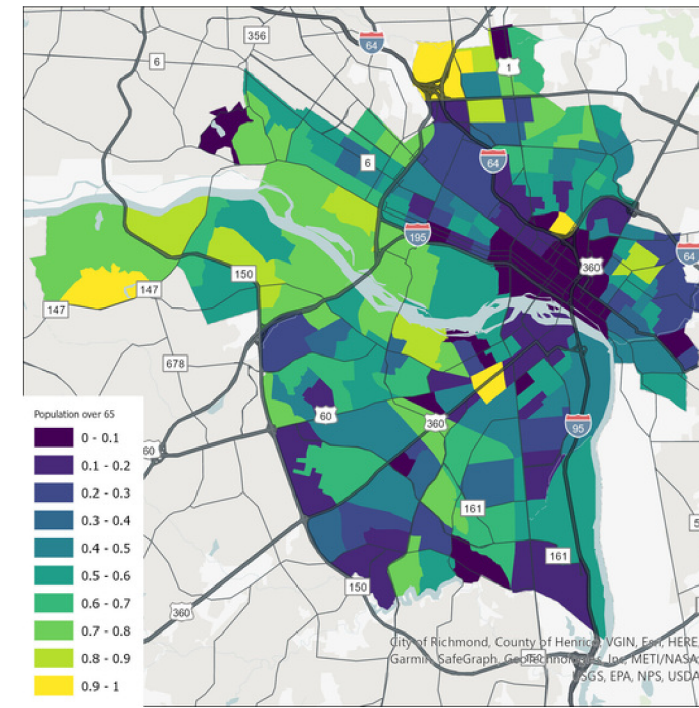 356
64
6
1
6
64
195
64
360
150
147
147
678
60
60
360
95
161
161
150
360
5
Population over 65
0 - 0.1
0.1 - 0.2
0.2 - 0.3
0.3 - 0.4
0.4 - 0.5
0.5 - 0.6
0.6 - 0.7
0.7 - 0.8
0.8 - 0.9
0.9 - 1
City of Richmond, County of Henrico, VGIN, Esri, HERE,
Garmin, SafeGraph, GeoTechnologies, Inc, METI/NASA,
USGS, EPA, NPS, USDA